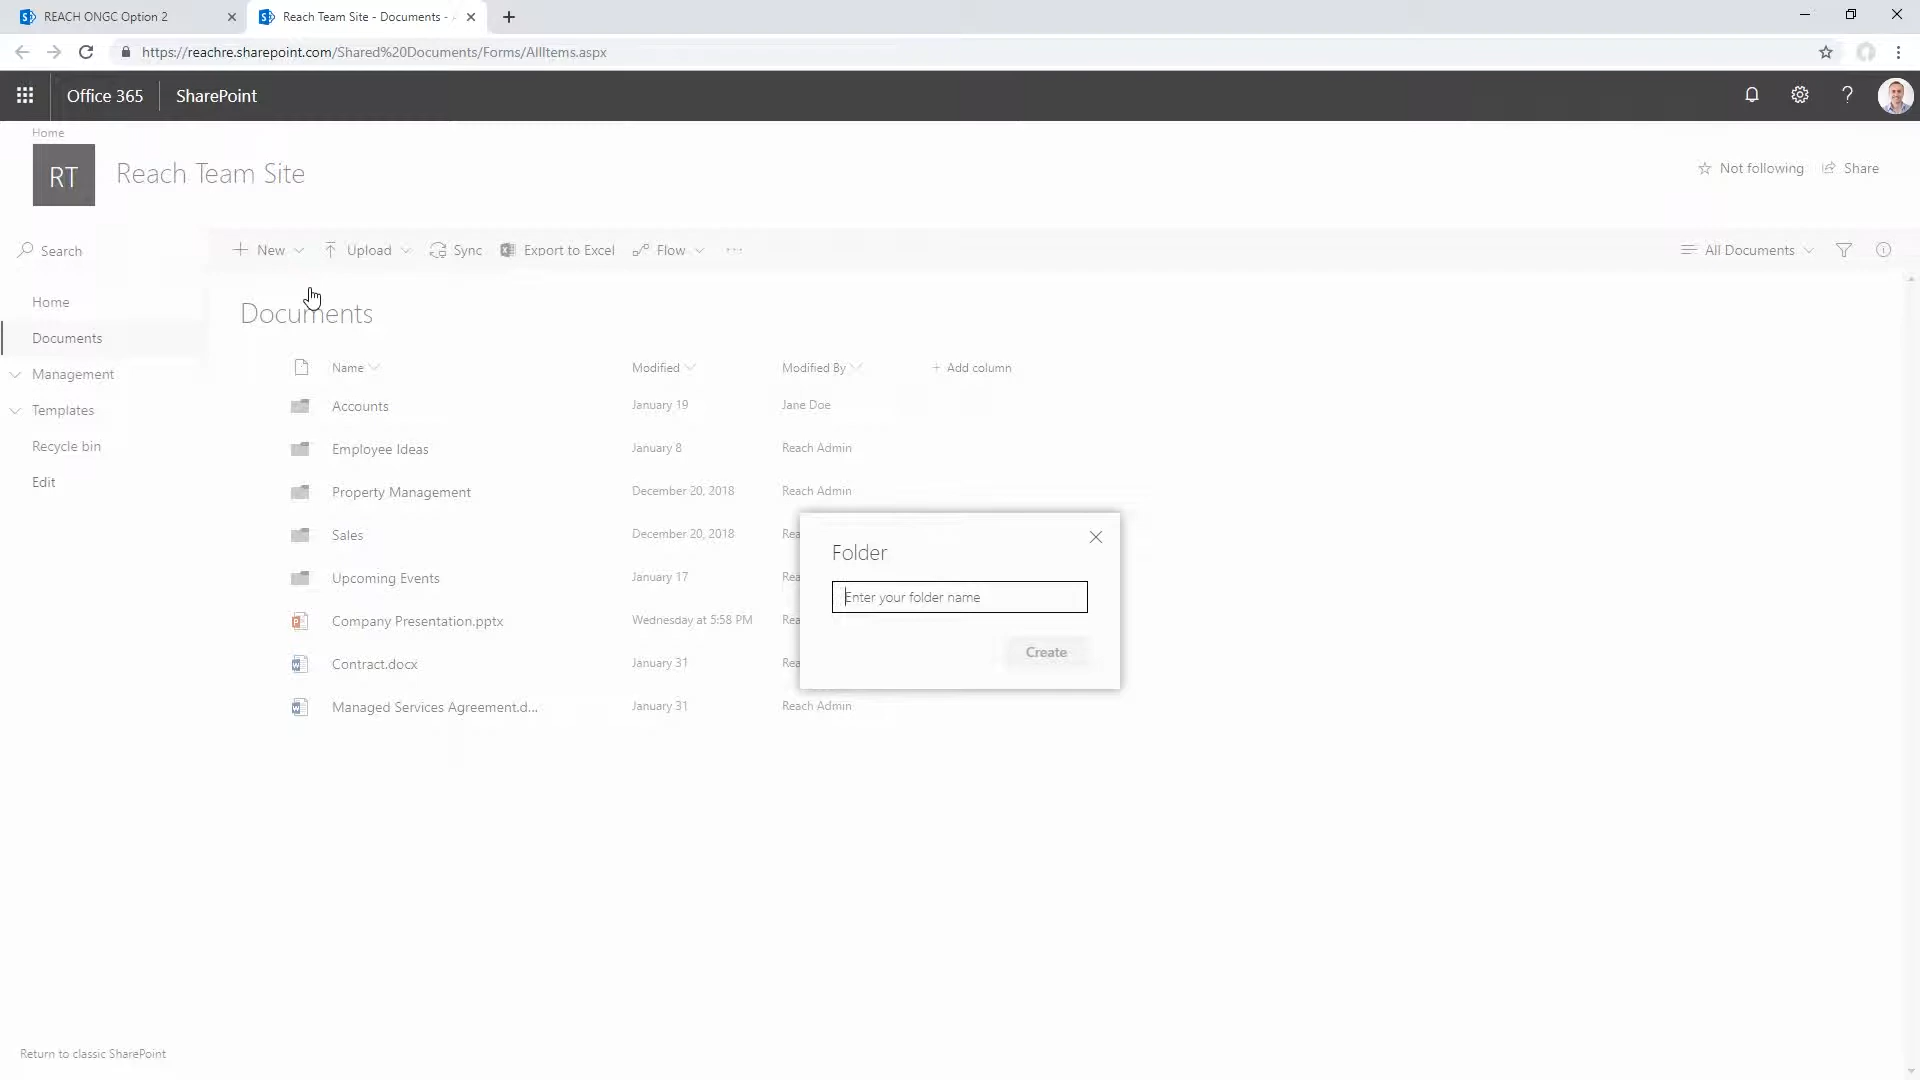 REACH ONGC Option 2
Reach Team Site - Documents -
https://reachre.sharepoint.com/Shared%20Documents/Forms/AllItems.aspx
Office 365
SharePoint
Home
RT
Reach Team Site
Not following
Share
Search
New
Upload
Sync
Export to Excel
Flow
All Documents
Home
Documents
Management
Templates
Recycle bin
Edit
Documents
Name Modified Modified By + Add column
Accounts January 19 Jane Doe
Employee Ideas January 8 Reach Admin
Property Management December 20, 2018 Reach Admin
Sales December 20, 2018 Rea
Upcoming Events January 17 Rea
Company Presentation.pptx Wednesday at 5:58 PM Rea
Contract.docx January 31 Rea
Managed Services Agreement.d... January 31 Reach Admin
Folder
Enter your folder name
Create
Return to classic SharePoint